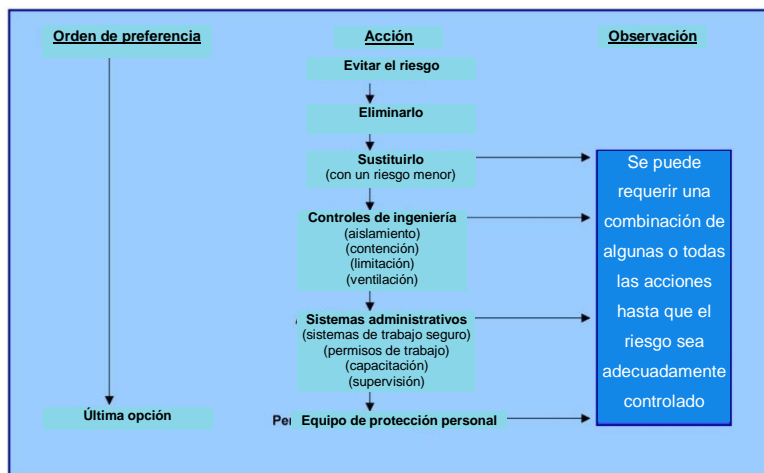 Orden de preferencia
Acción
Observación
Evitar el riesgo
Eliminarlo
Sustituirlo
(con un riesgo menor)
Controles de ingeniería
(aislamiento)
(contención)
(limitación)
(ventilación)
Sistemas administrativos
(sistemas de trabajo seguro)
(permisos de trabajo)
(capacitación)
(supervisión)
Última opción
Per Equipo de protección personal
Se puede
requerir una
combinación de
algunas o todas
las acciones
hasta que el
riesgo sea
adecuadamente
controlado